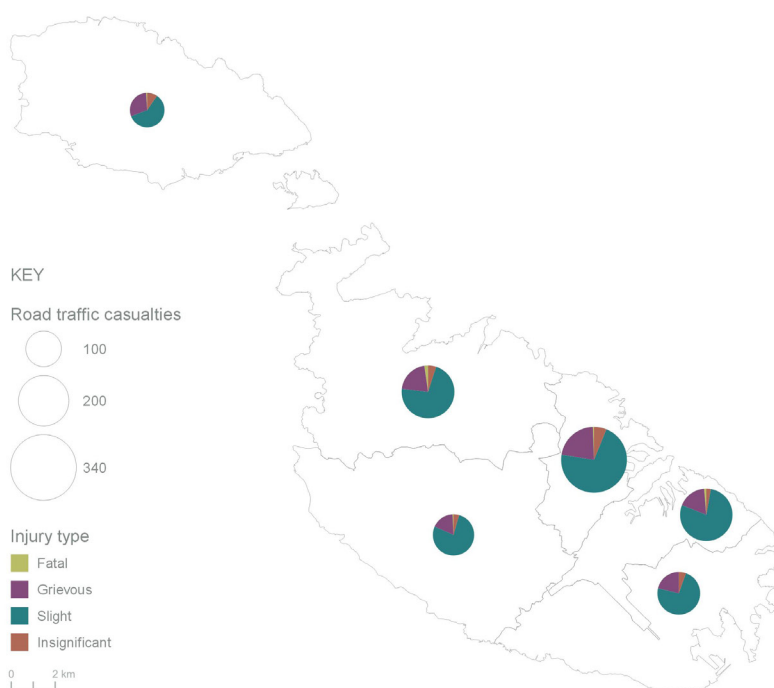 KEY
Road traffic casualties
100
200
340
Injury type
Fatal
Grievous
Slight
Insignificant
0 2 km